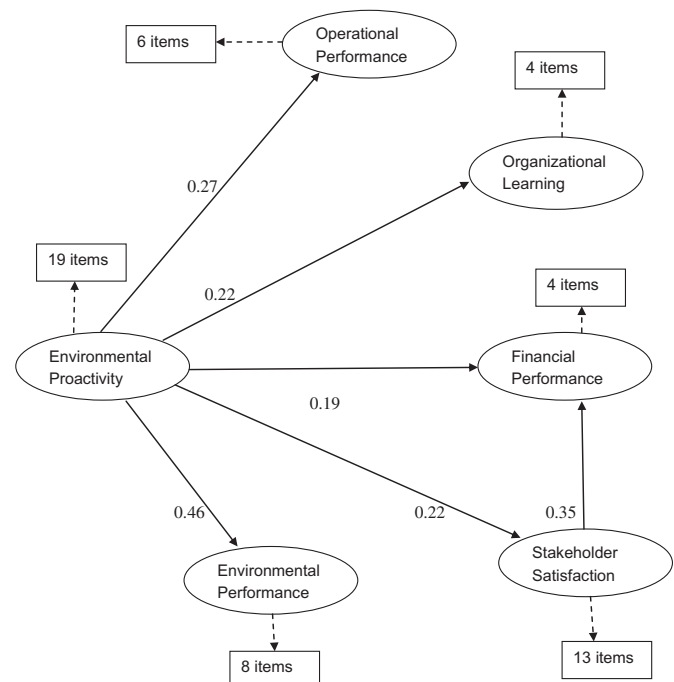 6 items
Operational
Performance
4 items
Organizational
Learning
0.27
19 items
0.22
4 items
Environmental
Proactivity
Financial
Performance
0.19
0.46
0.22
0.35
Environmental
Performance
Stakeholder
Satisfaction
8 items
13 items